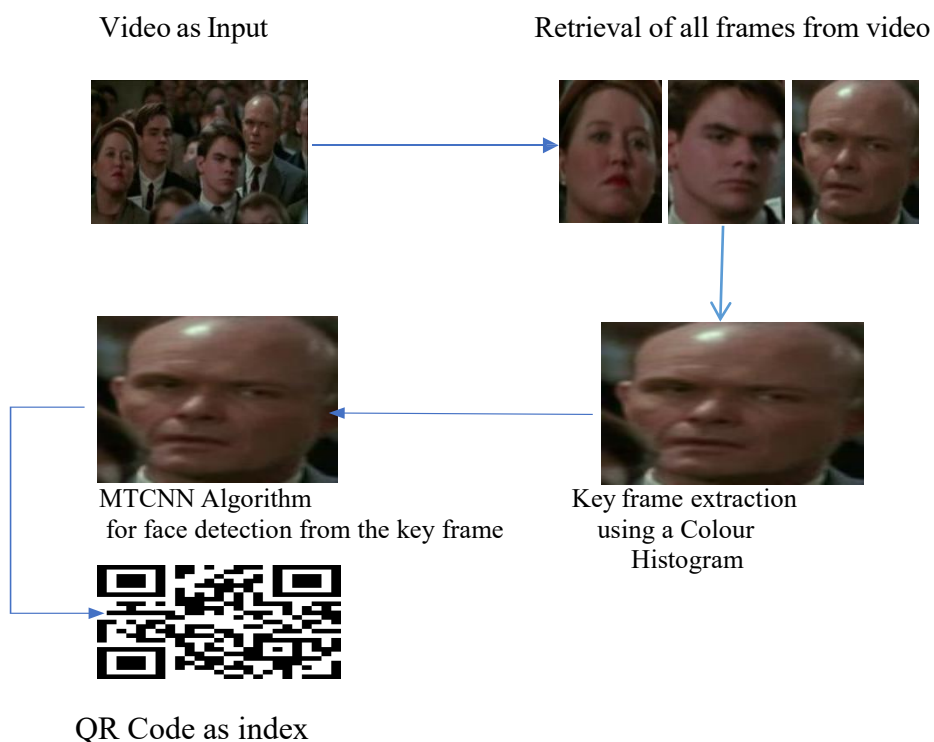 Video as Input
Retrieval of all frames from video
MTCNN Algorithm
for face detection from the key frame
Key frame extraction
using a Colour
Histogram
QR Code as index